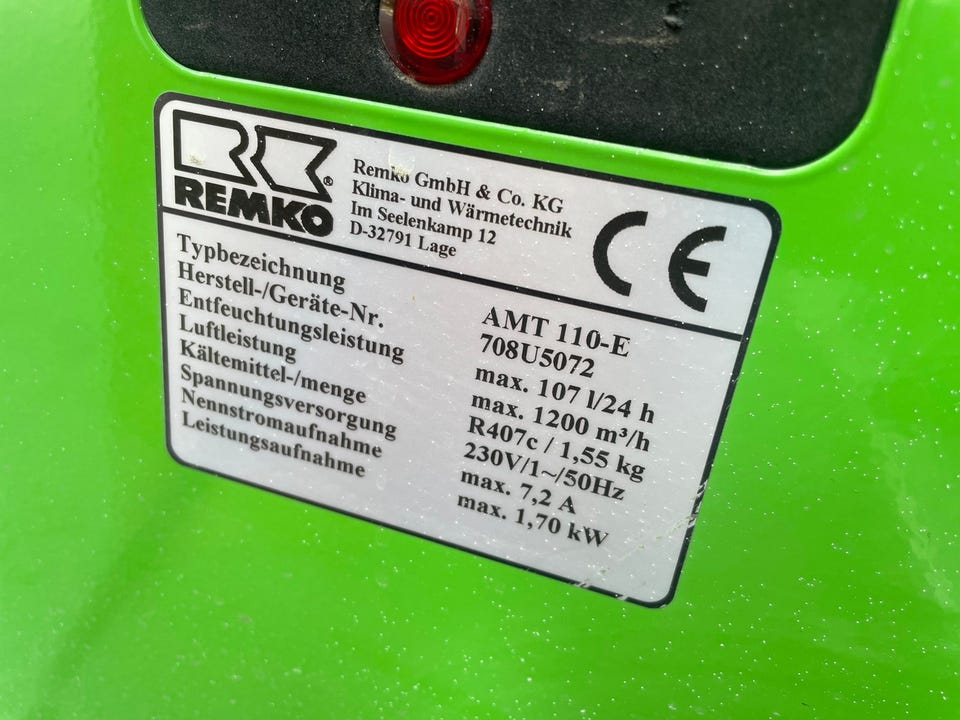 REMKO®
Remko GmbH & Co. KG
Klima- und Wärmetechnik
Im Seelenkamp 12
D-32791 Lage
CE
Typbezeichnung AMT 110-E
Herstell-/Geräte-Nr. 708U5072
Entfeuchtungsleistung max. 107 l/24 h
Luftleistung max. 1200 m³/h
Kältemittel-/menge R407c / 1,55 kg
Spannungsversorgung 230V/1~/50Hz
Nennstromaufnahme max. 7,2 A
Leistungsaufnahme max. 1,70 kW